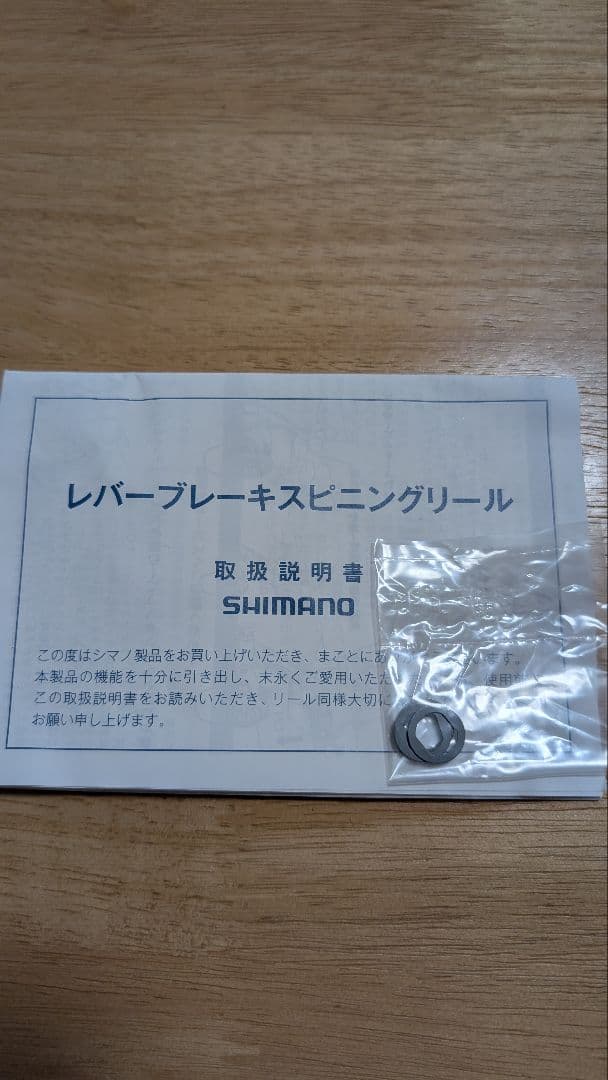 レバーブレーキスピニングリール
取扱説明書
SHIMANO
この度はシマノ製品をお買い上げいただき、まことにあ います。
本製品の機能を十分に引き出し、末永くご愛用いただ 使用
この取扱説明書をお読みいただき、リール同様大切に
お願い申し上げます。